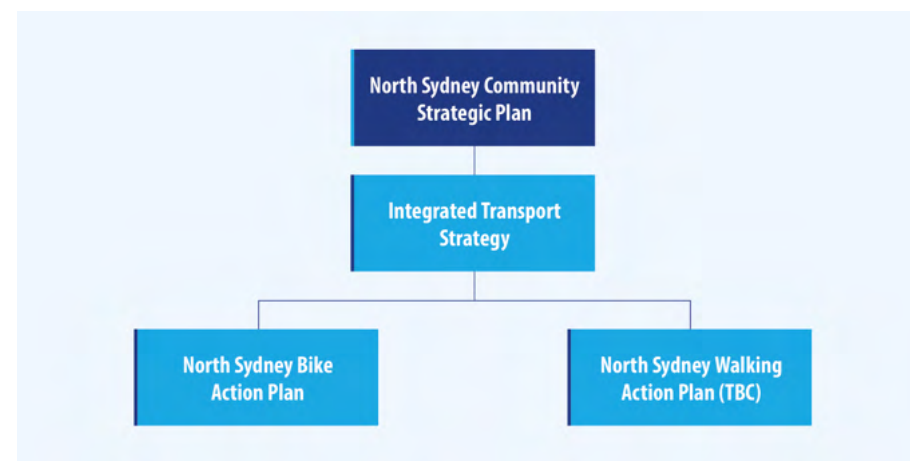 North Sydney Community
Strategic Plan
Integrated Transport
Strategy
North Sydney Bike
Action Plan
North Sydney Walking
Action Plan (TBC)